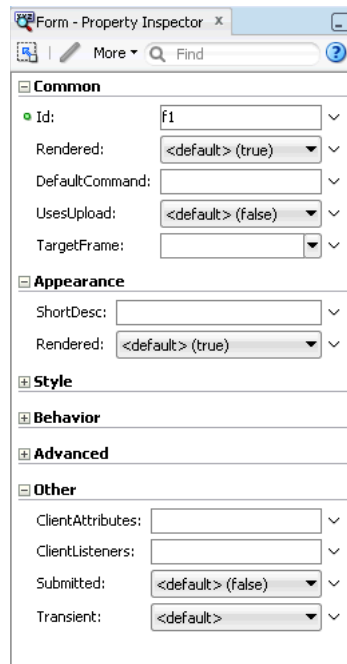 Form - Property Inspector x
More Find ?
Common
Id: f1
Rendered: <default> (true)
DefaultCommand:
UsesUpload: <default> (false)
TargetFrame:
Appearance
ShortDesc:
Rendered: <default> (true)
Style
Behavior
Advanced
Other
ClientAttributes:
ClientListeners:
Submitted: <default> (false)
Transient: <default>